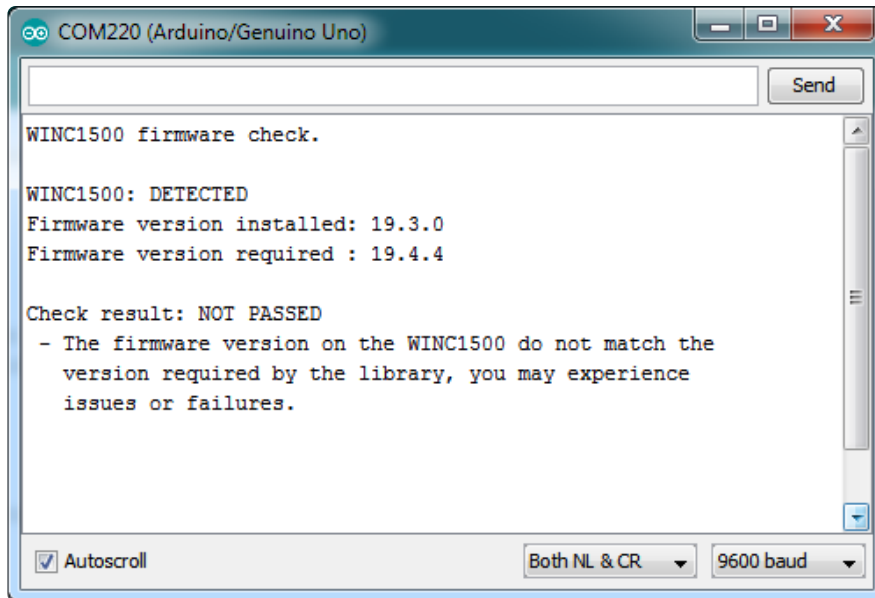 COM220 (Arduino/Genuino Uno)
Send
WINC1500 firmware check.
WINC1500: DETECTED
Firmware version installed: 19.3.0
Firmware version required : 19.4.4
Check result: NOT PASSED
- The firmware version on the WINC1500 do not match the
version required by the library, you may experience
issues or failures.
Autoscroll
Both NL & CR
9600 baud